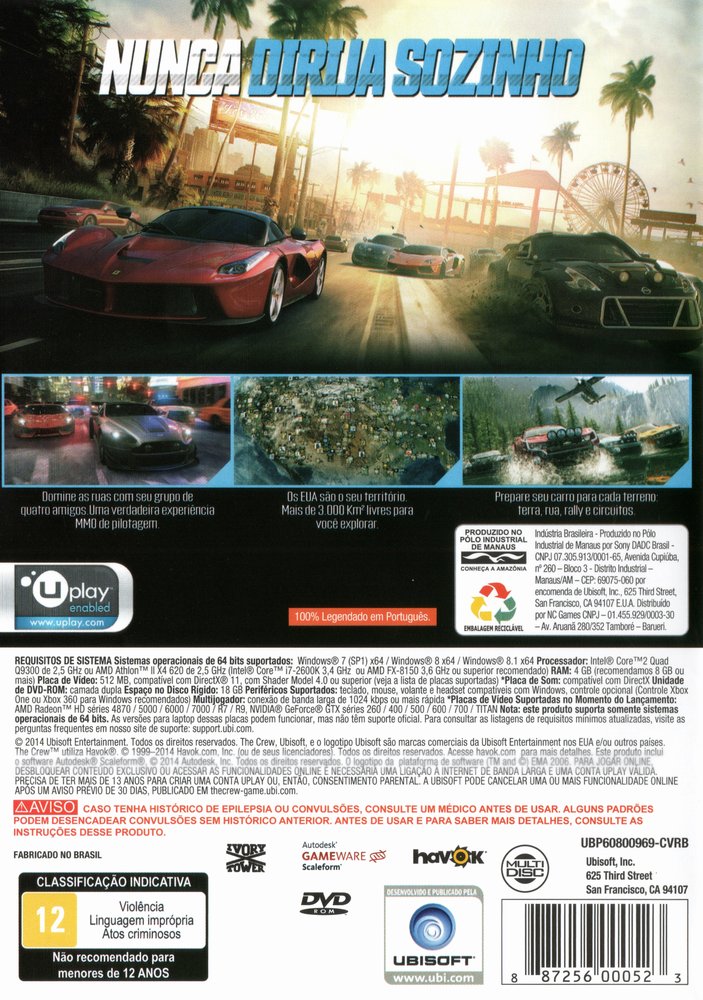 NUNCA DIRIJA SOZINHO
Domine as ruas com seu grupo de
quatro amigos. Uma verdadeira experiência
MMO de pilotagem.
Os EUA são o seu território.
Mais de 3.000 Km² livres para
você explorar.
Prepare seu carro para cada terreno:
terra, rua, rally e circuitos.
PRODUZIDO NO
PÓLO INDUSTRIAL
DE MANAUS
CONHEÇA A AMAZÔNIA
EMBALAGEM RECICLÁVEL
Indústria Brasileira - Produzido no Pólo
Industrial de Manaus por Sony DADC Brasil -
CNPJ 07.305.913/0001-65, Avenida Cupiúba,
nº 260 – Bloco 3 - Distrito Industrial –
Manaus/AM – CEP: 69075-060 por
encomenda de Ubisoft, Inc., 625 Third Street,
San Francisco, CA 94107 E.U.A. Distribuído
por NC Games CNPJ – 01.455.929/0003-30
– Av. Aruanã 280/352 Tamboré – Barueri.
uplay
enabled
www.uplay.com
100% Legendado em Português.
REQUISITOS DE SISTEMA Sistemas operacionais de 64 bits suportados: Windows® 7 (SP1) x64 / Windows® 8 x64 / Windows® 8.1 x64 Processador: Intel® Core™2 Quad
Q9300 de 2,5 GHz ou AMD Athlon™ II X4 620 de 2,5 GHz (Intel® Core™ i7-2600K 3,4 GHz ou AMD FX-8150 3,6 GHz ou superior recomendado) RAM: 4 GB (recomendados 8 GB ou
mais) Placa de Vídeo: 512 MB, compatível com DirectX® 11, com Shader Model 4.0 ou superior (veja a lista de placas suportadas) *Placa de Som: compatível com DirectX Unidade
de DVD-ROM: camada dupla Espaço no Disco Rígido: 18 GB Periféricos Suportados: teclado, mouse, volante e headset compatíveis com Windows, controle opcional (Controle Xbox
One ou Xbox 360 para Windows recomendados) Multijogador: conexão de banda larga de 1024 kbps ou mais rápida *Placas de Vídeo Suportadas no Momento do Lançamento:
AMD Radeon™ HD séries 4870 / 5000 / 6000 / 7000 / R7 / R9, NVIDIA® GeForce® GTX séries 260 / 400 / 500 / 600 / 700 / TITAN Nota: este produto suporta somente sistemas
operacionais de 64 bits. As versões para laptop dessas placas podem funcionar, mas não têm suporte oficial. Para consultar as listagens de requisitos mínimos atualizadas, visite as
perguntas frequentes em nosso site de suporte: support.ubi.com.
© 2014 Ubisoft Entertainment. Todos os direitos reservados. The Crew, Ubisoft, e o logotipo Ubisoft são marcas comerciais da Ubisoft Entertainment nos EUA e/ou outros países.
The Crew™ utiliza Havok®. © 1999–2014 Havok.com, Inc. (ou de seus licenciadores). Todos os direitos reservados. Acesse havok.com para mais detalhes. Este produto inclui
o software Autodesk® Scaleform®, © 2014 Autodesk, Inc. Todos os direitos reservados. O logotipo da plataforma de software (TM and ©) EMA 2006. PARA JOGAR ONLINE,
DESBLOQUEAR CONTEÚDO EXCLUSIVO OU ACESSAR AS FUNCIONALIDADES ONLINE É NECESSÁRIA UMA LIGAÇÃO À INTERNET DE BANDA LARGA E UMA CONTA UPLAY VÁLIDA.
PRECISA DE TER MAIS DE 13 ANOS PARA CRIAR UMA CONTA UPLAY OU, ENTÃO, CONSENTIMENTO PARENTAL. A UBISOFT PODE CANCELAR UMA OU MAIS FUNCIONALIDADE ONLINE
APÓS UM AVISO PRÉVIO DE 30 DIAS, PUBLICADO EM thecrew-game.ubi.com.
AVISO CASO TENHA HISTÓRICO DE EPILEPSIA OU CONVULSÕES, CONSULTE UM MÉDICO ANTES DE USAR. ALGUNS PADRÕES
PODEM DESENCADEAR CONVULSÕES SEM HISTÓRICO ANTERIOR. ANTES DE USAR E PARA SABER MAIS DETALHES, CONSULTE AS
INSTRUÇÕES DESSE PRODUTO.
FABRICADO NO BRASIL
IVORY
TOWER
Autodesk®
GAMEWARE
Scaleform®
havok
MULTI
DISC
UBP60800969-CVRB
Ubisoft, Inc.
625 Third Street
San Francisco, CA 94107
CLASSIFICAÇÃO INDICATIVA
12
Violência
Linguagem imprópria
Atos criminosos
Não recomendado para
menores de 12 ANOS
DVD
ROM
DESENVOLVIDO E PUBLICADO PELA
UBISOFT
www.ubi.com
8 87256 00052 3